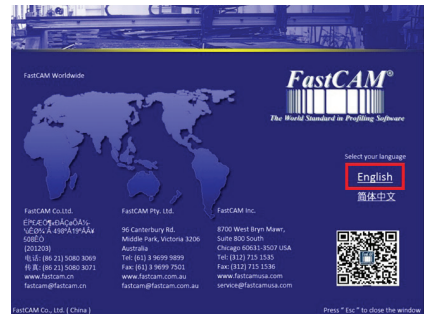 FastCAM Worldwide
FastCAM®
The World Standard in Profiling Software
Select your language
English
简体中文
FastCAM Co.Ltd.
508ÊÒ
(201203)
电话: (86 21) 5080 3069
传真: (86 21) 5080 3071
www.fastcam.cn
fastcam@fastcam.cn
FastCAM Pty. Ltd.
96 Canterbury Rd.
Middle Park, Victoria 3206
Australia
Tel: (61) 3 9699 9899
Fax: (61) 3 9699 7501
www.fastcam.com.au
fastcam@fastcam.com.au
FastCAM Inc.
8700 West Bryn Mawr,
Suite 800 South
Chicago 60631-3507 USA
Tel: (312) 715 1535
Fax: (312) 715 1536
www.fastcamusa.com
service@fastcamusa.com
FastCAM Co., Ltd. ( China )
Press " Esc " to close the window